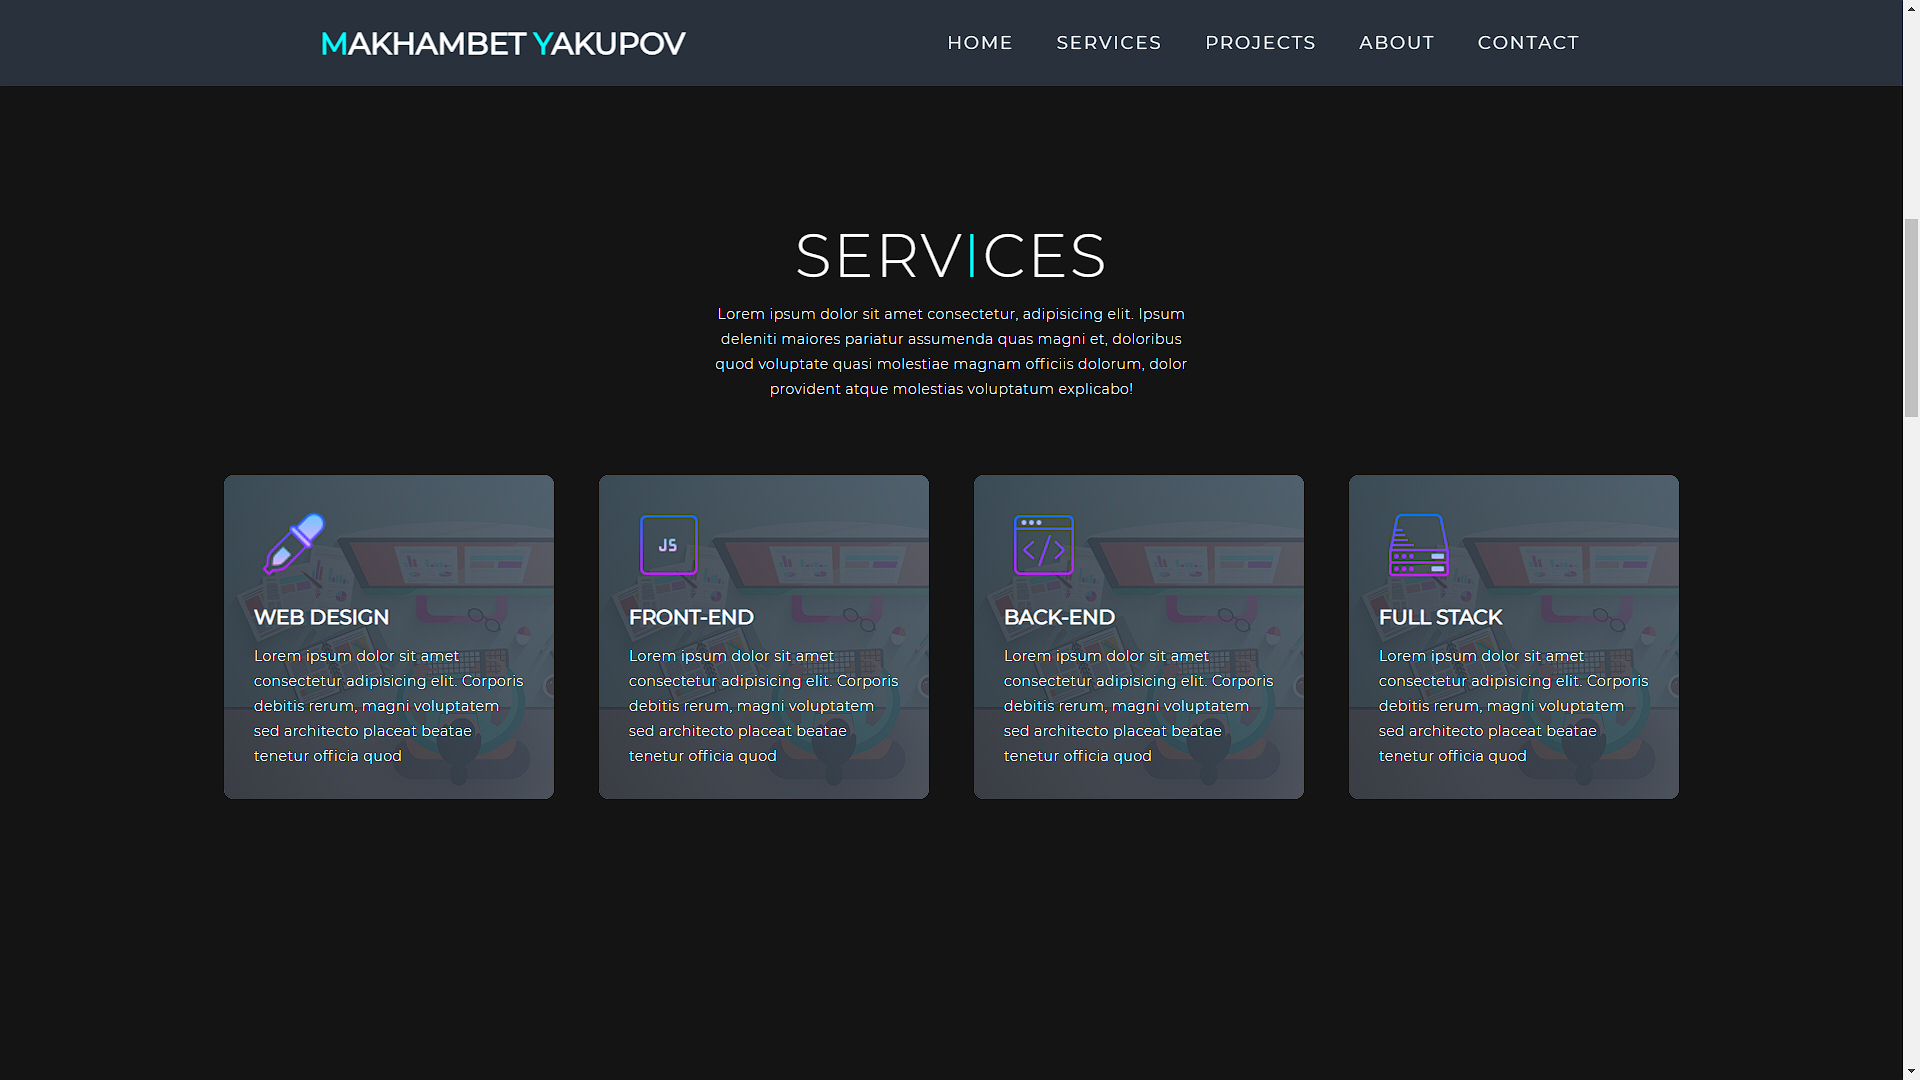 MAKHAMBET YAKUPOV
HOME SERVICES PROJECTS ABOUT CONTACT
SERVICES
Lorem ipsum dolor sit amet consectetur, adipisicing elit. Ipsum
deleniti maiores pariatur assumenda quas magni et, doloribus
quod voluptate quasi molestiae magnam officiis dolorum, dolor
provident atque molestias voluptatum explicabo!
WEB DESIGN
Lorem ipsum dolor sit amet
consectetur adipisicing elit. Corporis
debitis rerum, magni voluptatem
sed architecto placeat beatae
tenetur officia quod
JS
FRONT-END
Lorem ipsum dolor sit amet
consectetur adipisicing elit. Corporis
debitis rerum, magni voluptatem
sed architecto placeat beatae
tenetur officia quod
</>
BACK-END
Lorem ipsum dolor sit amet
consectetur adipisicing elit. Corporis
debitis rerum, magni voluptatem
sed architecto placeat beatae
tenetur officia quod
FULL STACK
Lorem ipsum dolor sit amet
consectetur adipisicing elit. Corporis
debitis rerum, magni voluptatem
sed architecto placeat beatae
tenetur officia quod